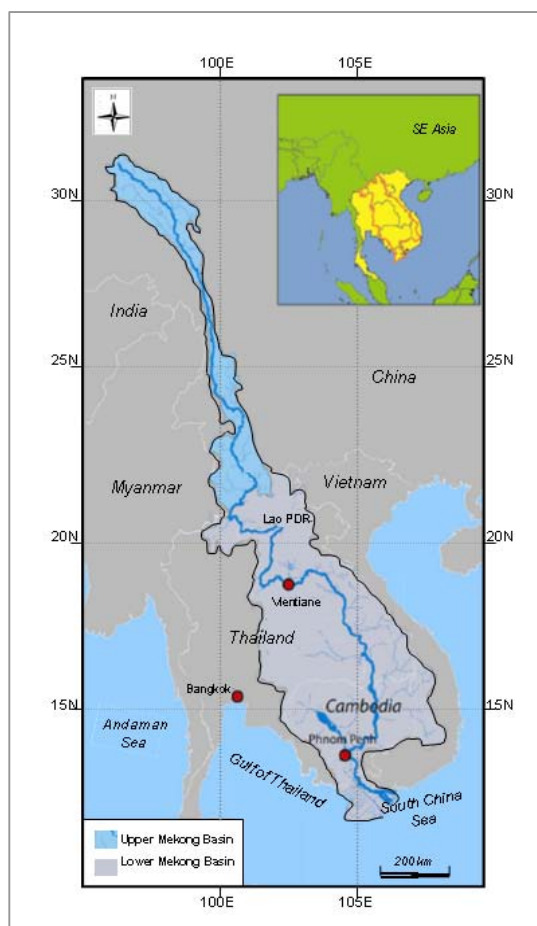 100E
105E
N
SE Asia
30N
30N
India
25N
25N
China
Myanmar
Vietnam
Lao PDR
20N
20N
Vientiane
Thailand
Bangkok
15N
15N
Cambodia
Andaman
Sea
Phnom Penh
Gulf of Thailand
South China
Sea
Upper Mekong Basin
Lower Mekong Basin
200 km
100E
105E